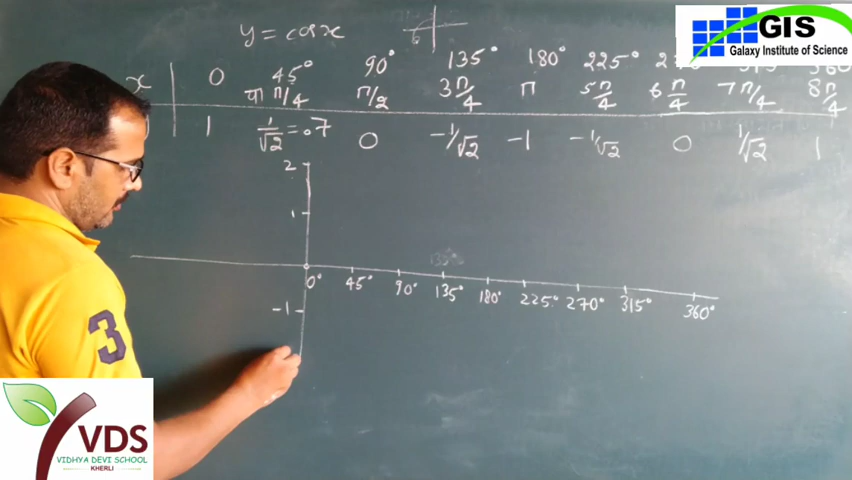 y = cosx
GIS
Galaxy Institute of Science
x 0 45° 90° 135° 180° 225°
या π/4 π/2 3π/4 π 5π/4 6π/4 7π/4 8π/4
1 1/√2 = .7 0 -1/√2 -1 -1/√2 0 1/√2 1
2
1
0° 45° 90° 135° 180° 225° 270° 315° 360°
-1
3
VDS
VIDHYA DEVI SCHOOL
KHERLI